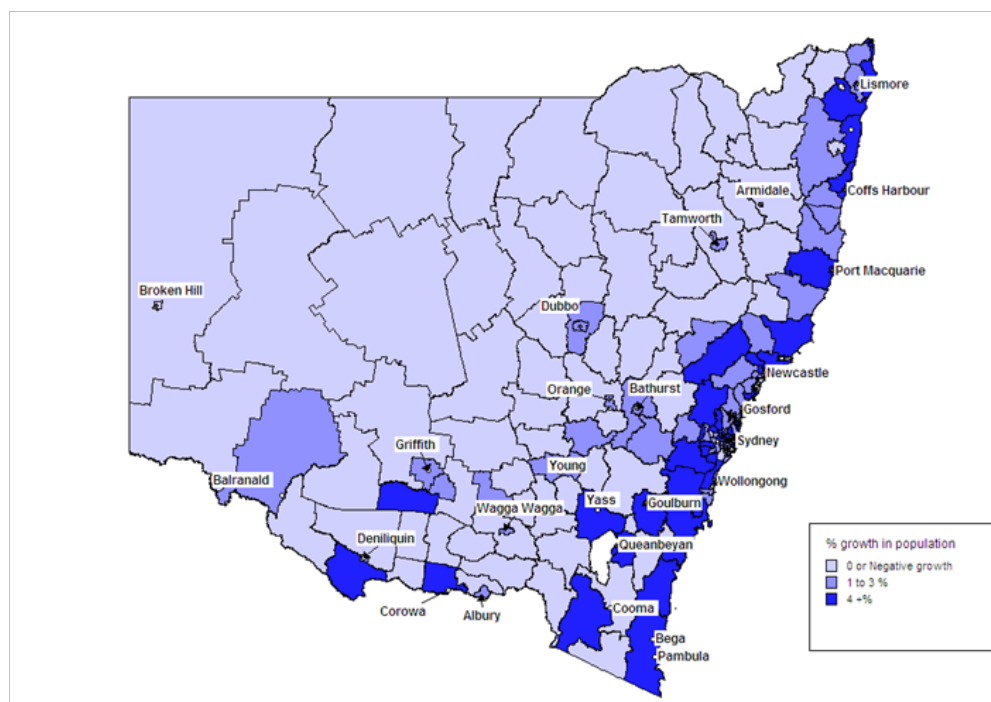 Lismore
Coffs Harbour
Armidale
Tamworth
Port Macquarie
Broken Hill
Dubbo
Newcastle
Orange
Bathurst
Gosford
Sydney
Griffith
Young
Balranald
Wollongong
Yass
Goulburn
Wagga Wagga
Deniliquin
Queanbeyan
Corowa
Albury
Cooma
Bega
Pambula
% growth in population
0 or Negative growth
1 to 3 %
4 +%